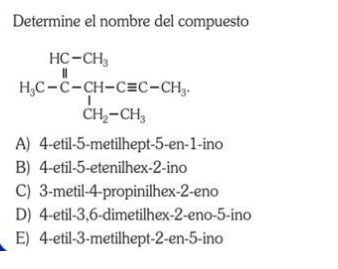 Determine el nombre del compuesto
HC–CH₃
॥
H₃C–C–CH–C≡C–CH₃.
|
CH₂–CH₃
A) 4-etil-5-metilhept-5-en-1-ino
B) 4-etil-5-etenilhex-2-ino
C) 3-metil-4-propinilhex-2-eno
D) 4-etil-3,6-dimetilhex-2-eno-5-ino
E) 4-etil-3-metilhept-2-en-5-ino